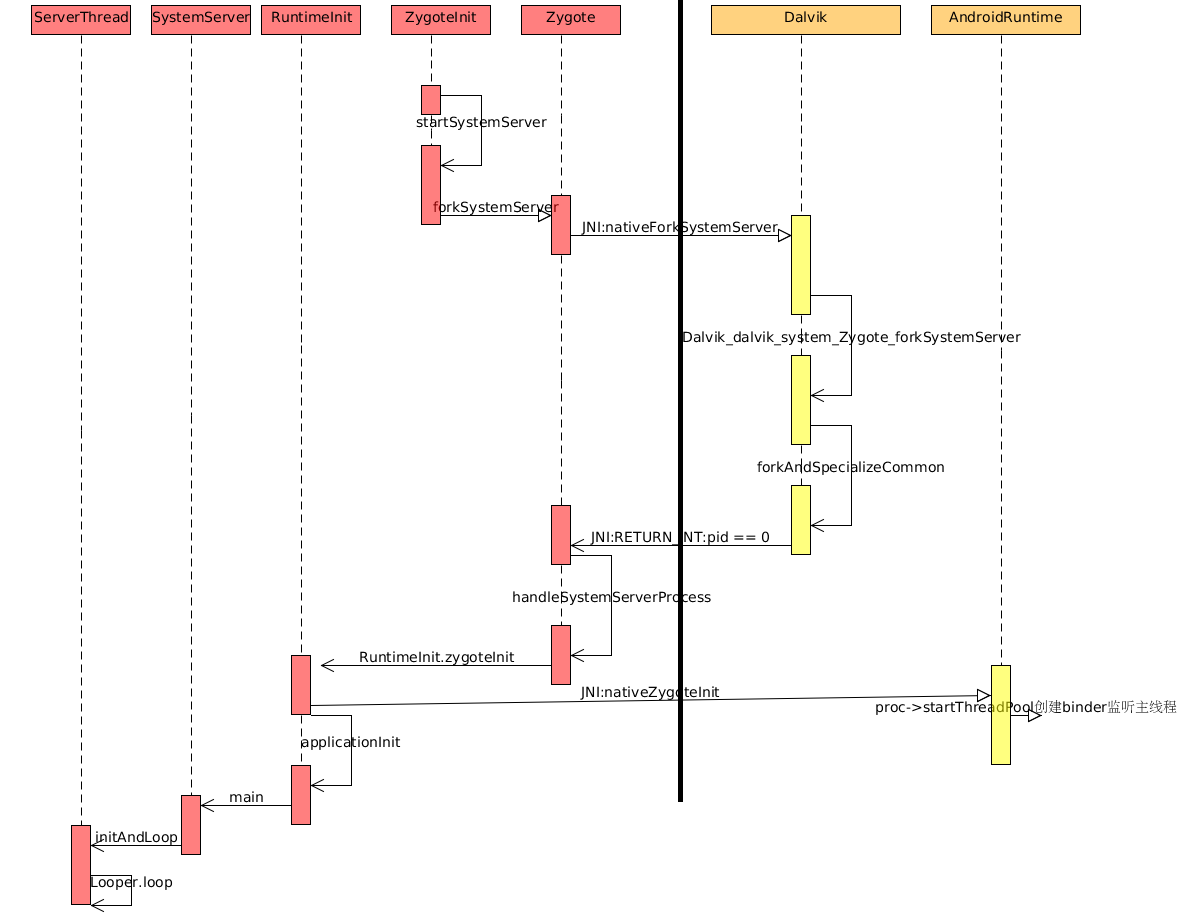 ServerThread
SystemServer
RuntimeInit
ZygoteInit
Zygote
Dalvik
AndroidRuntime
startSystemServer
forkSystemServer
JNI:nativeForkSystemServer
Dalvik_dalvik_system_Zygote_forkSystemServer
forkAndSpecializeCommon
JNI:RETURN_INT:pid == 0
handleSystemServerProcess
RuntimeInit.zygoteInit
JNI:nativeZygoteInit
proc->startThreadPool创建binder监听主线程
applicationInit
main
initAndLoop
Looper.loop